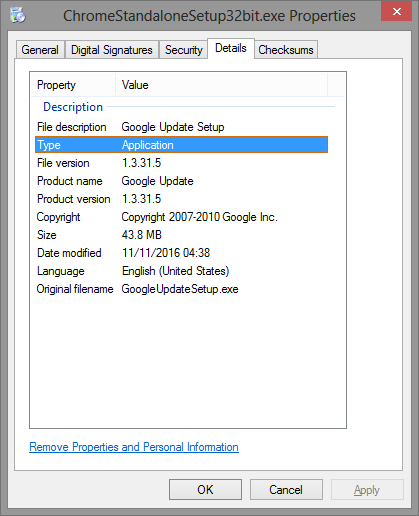 ChromeStandaloneSetup32bit.exe Properties
General Digital Signatures Security Details Checksums
Property Value
Description
File description Google Update Setup
Type Application
File version 1.3.31.5
Product name Google Update
Product version 1.3.31.5
Copyright Copyright 2007-2010 Google Inc.
Size 43.8 MB
Date modified 11/11/2016 04:38
Language English (United States)
Original filename GoogleUpdateSetup.exe
Remove Properties and Personal Information
OK Cancel Apply